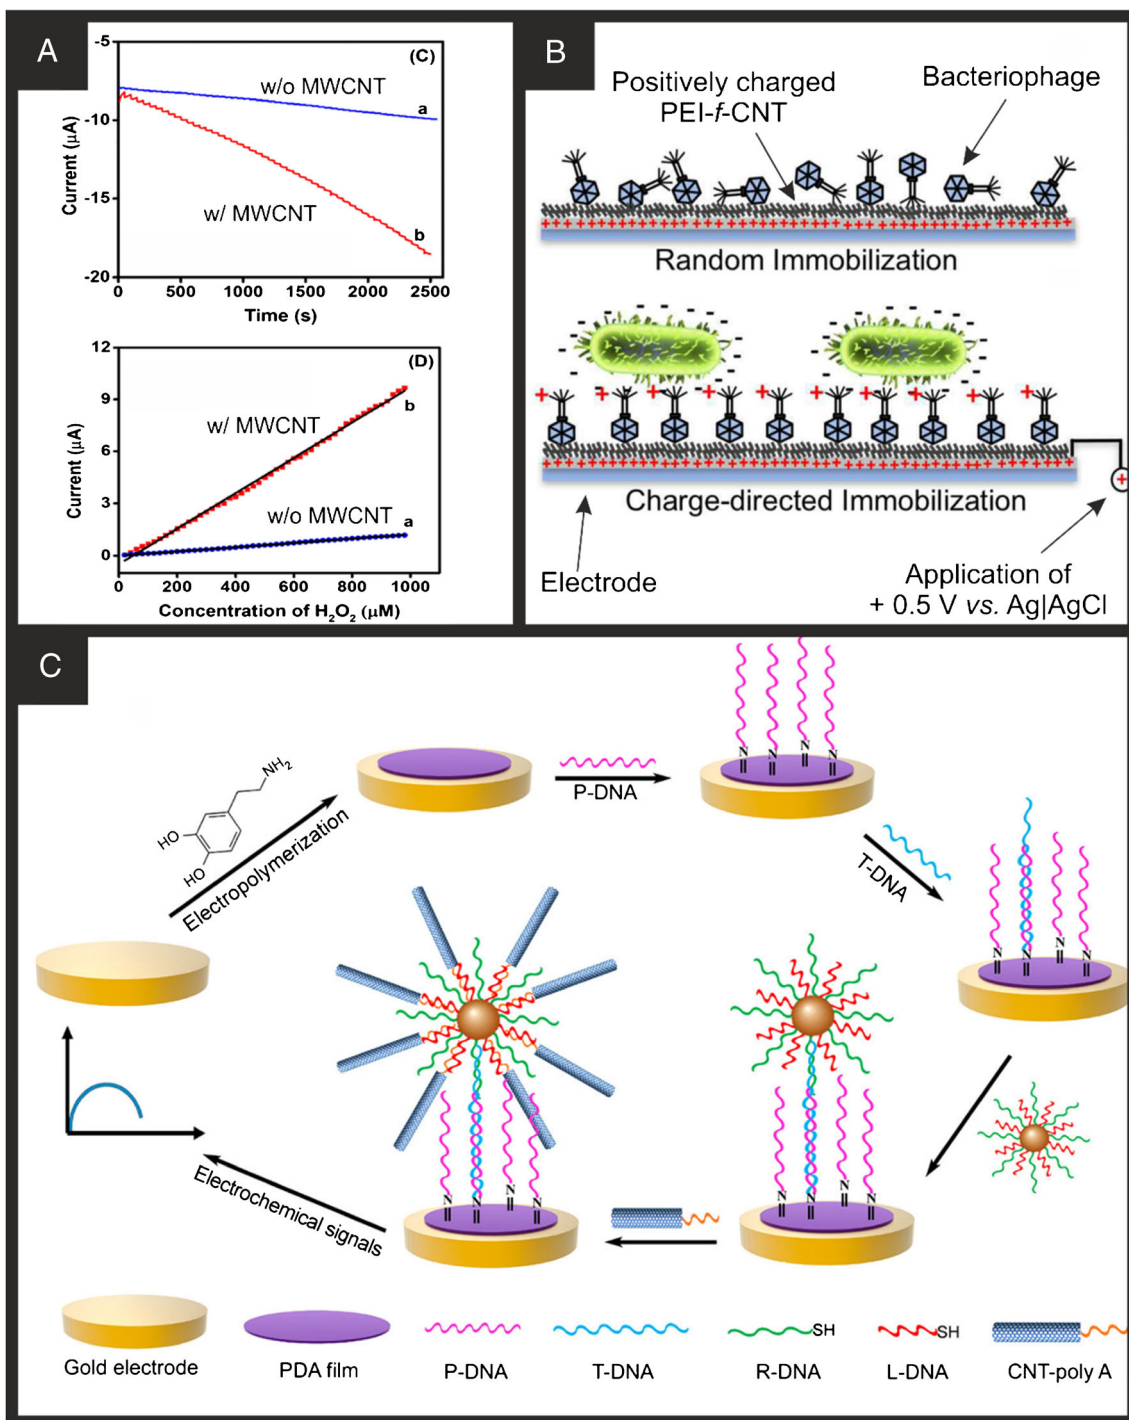 A
-5
(C)
w/o MWCNT
a
-10
Current (µA)
-15
w/ MWCNT
b
-20
0 500 1000 1500 2000 2500
Time (s)
12
(D)
9
b
w/ MWCNT
6
Current (µA)
3
w/o MWCNT
a
0
0 200 400 600 800 1000
Concentration of H₂O₂ (µM)
B
Positively charged
PEI-f-CNT
Bacteriophage
Random Immobilization
Charge-directed Immobilization
Electrode
Application of
+ 0.5 V vs. Ag|AgCl
C
NH₂
HO
HO
Electropolymerization
P-DNA
N N N N
T-DNA
N N N N
N N N N
N N N N
Electrochemical signals
SH SH
Gold electrode PDA film P-DNA T-DNA R-DNA L-DNA CNT-poly A